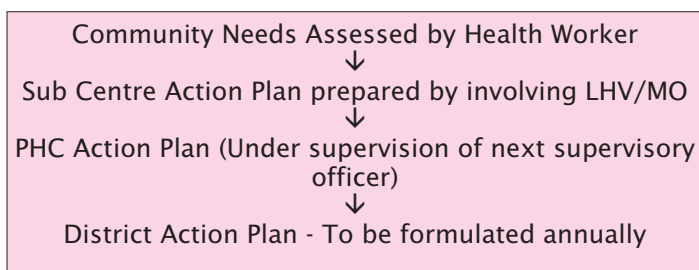 Community Needs Assessed by Health Worker
↓
Sub Centre Action Plan prepared by involving LHV/MO
↓
PHC Action Plan (Under supervision of next supervisory
officer)
↓
District Action Plan - To be formulated annually